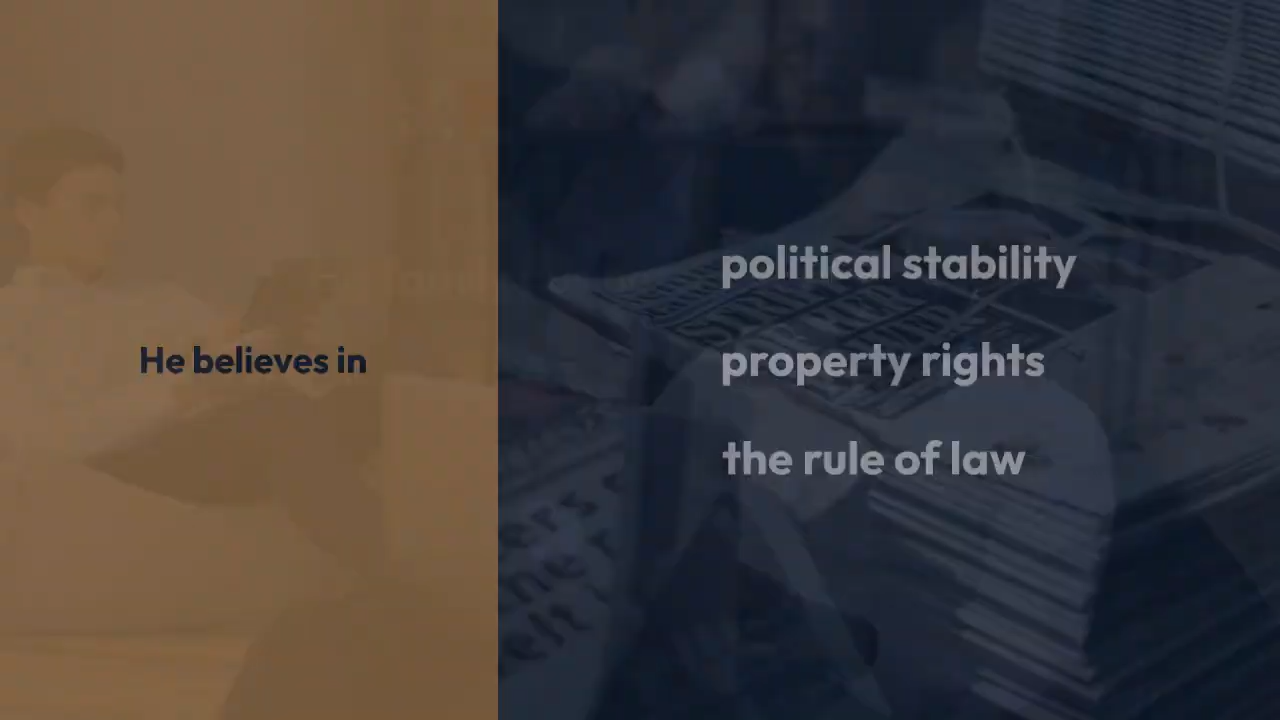 He believes in
political stability
property rights
the rule of law